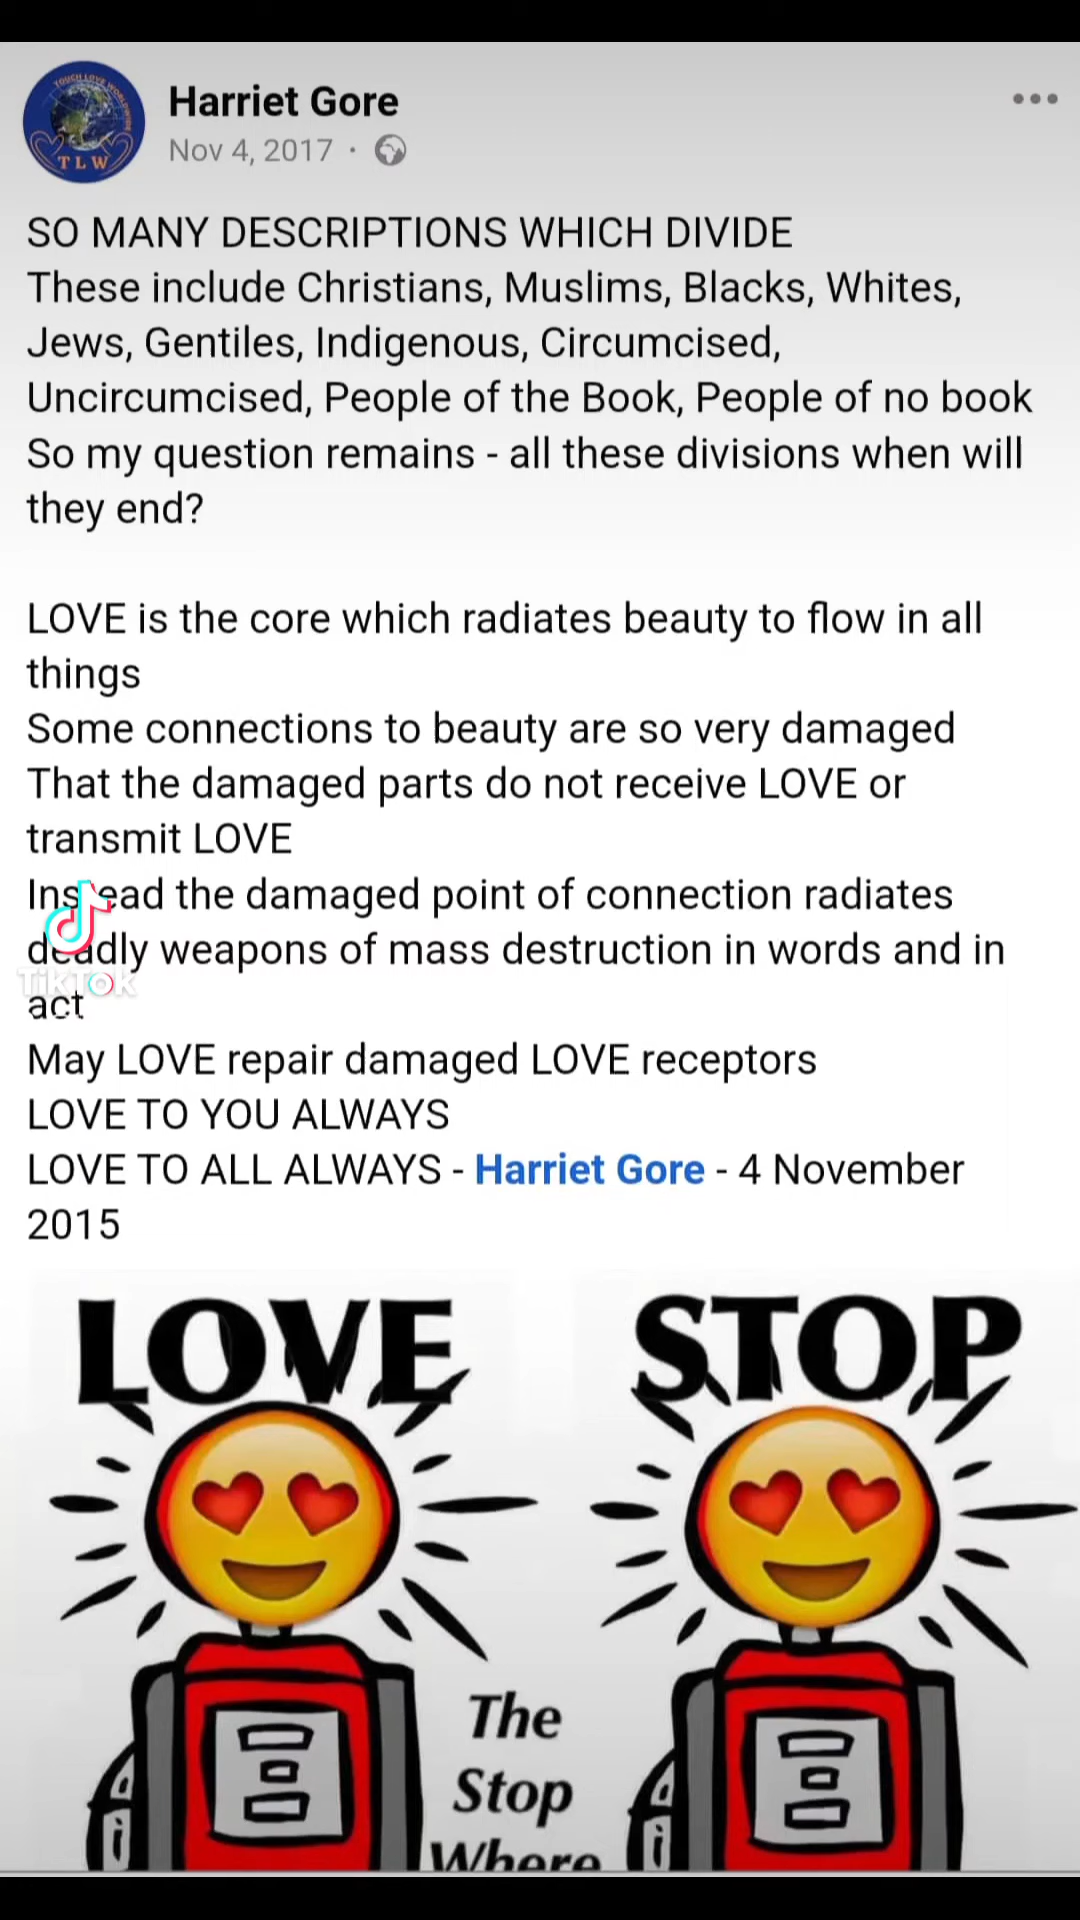 TOUCH LOVE WORLDWIDE
TLW
Harriet Gore
Nov 4, 2017 ·
SO MANY DESCRIPTIONS WHICH DIVIDE
These include Christians, Muslims, Blacks, Whites,
Jews, Gentiles, Indigenous, Circumcised,
Uncircumcised, People of the Book, People of no book
So my question remains - all these divisions when will
they end?
LOVE is the core which radiates beauty to flow in all
things
Some connections to beauty are so very damaged
That the damaged parts do not receive LOVE or
transmit LOVE
Instead the damaged point of connection radiates
deadly weapons of mass destruction in words and in
act
TikTok
May LOVE repair damaged LOVE receptors
LOVE TO YOU ALWAYS
LOVE TO ALL ALWAYS - Harriet Gore - 4 November
2015
LOVE STOP
The
Stop
Where